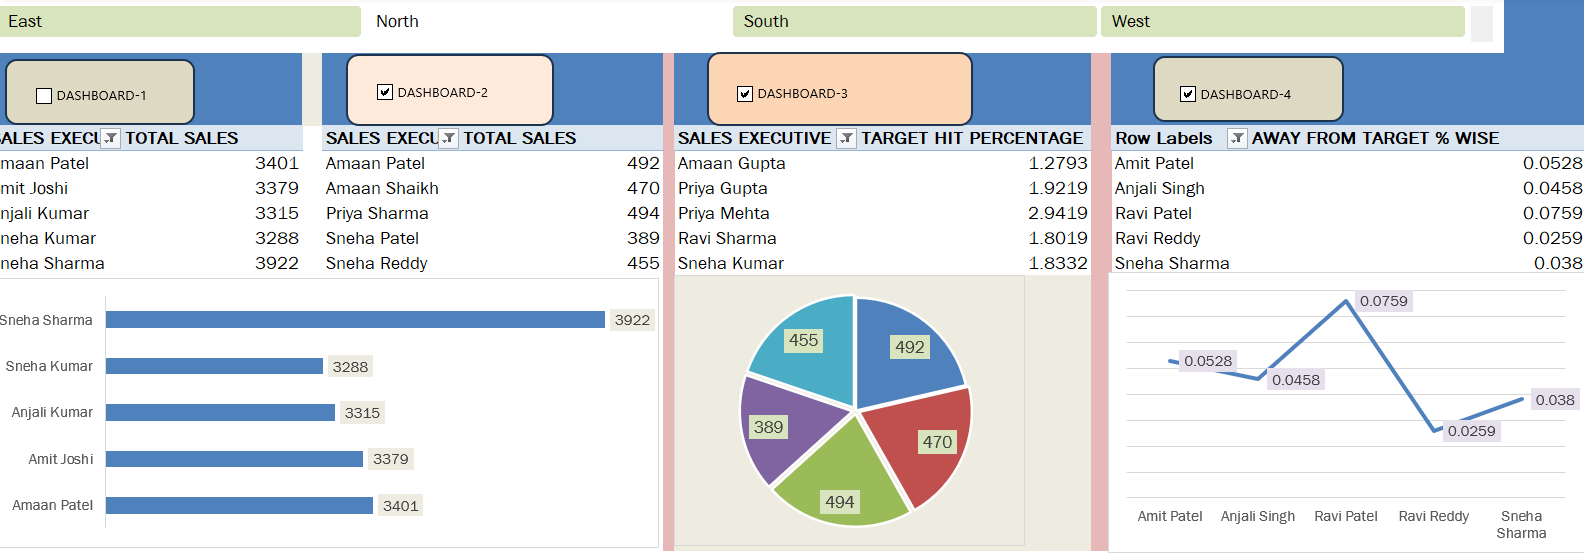 East North South West
DASHBOARD-1 DASHBOARD-2 DASHBOARD-3 DASHBOARD-4
SALES EXECU TOTAL SALES
maan Patel 3401
mit Joshi 3379
njali Kumar 3315
neha Kumar 3288
neha Sharma 3922
SALES EXECU TOTAL SALES
Amaan Patel 492
Amaan Shaikh 470
Priya Sharma 494
Sneha Patel 389
Sneha Reddy 455
SALES EXECUTIVE TARGET HIT PERCENTAGE
Amaan Gupta 1.2793
Priya Gupta 1.9219
Priya Mehta 2.9419
Ravi Sharma 1.8019
Sneha Kumar 1.8332
Row Labels AWAY FROM TARGET % WISE
Amit Patel 0.0528
Anjali Singh 0.0458
Ravi Patel 0.0759
Ravi Reddy 0.0259
Sneha Sharma 0.038
Sneha Sharma 3922
Sneha Kumar 3288
Anjali Kumar 3315
Amit Joshi 3379
Amaan Patel 3401
455
492
389
470
494
0.0759
0.0528
0.0458
0.038
0.0259
Amit Patel Anjali Singh Ravi Patel Ravi Reddy Sneha
Sharma